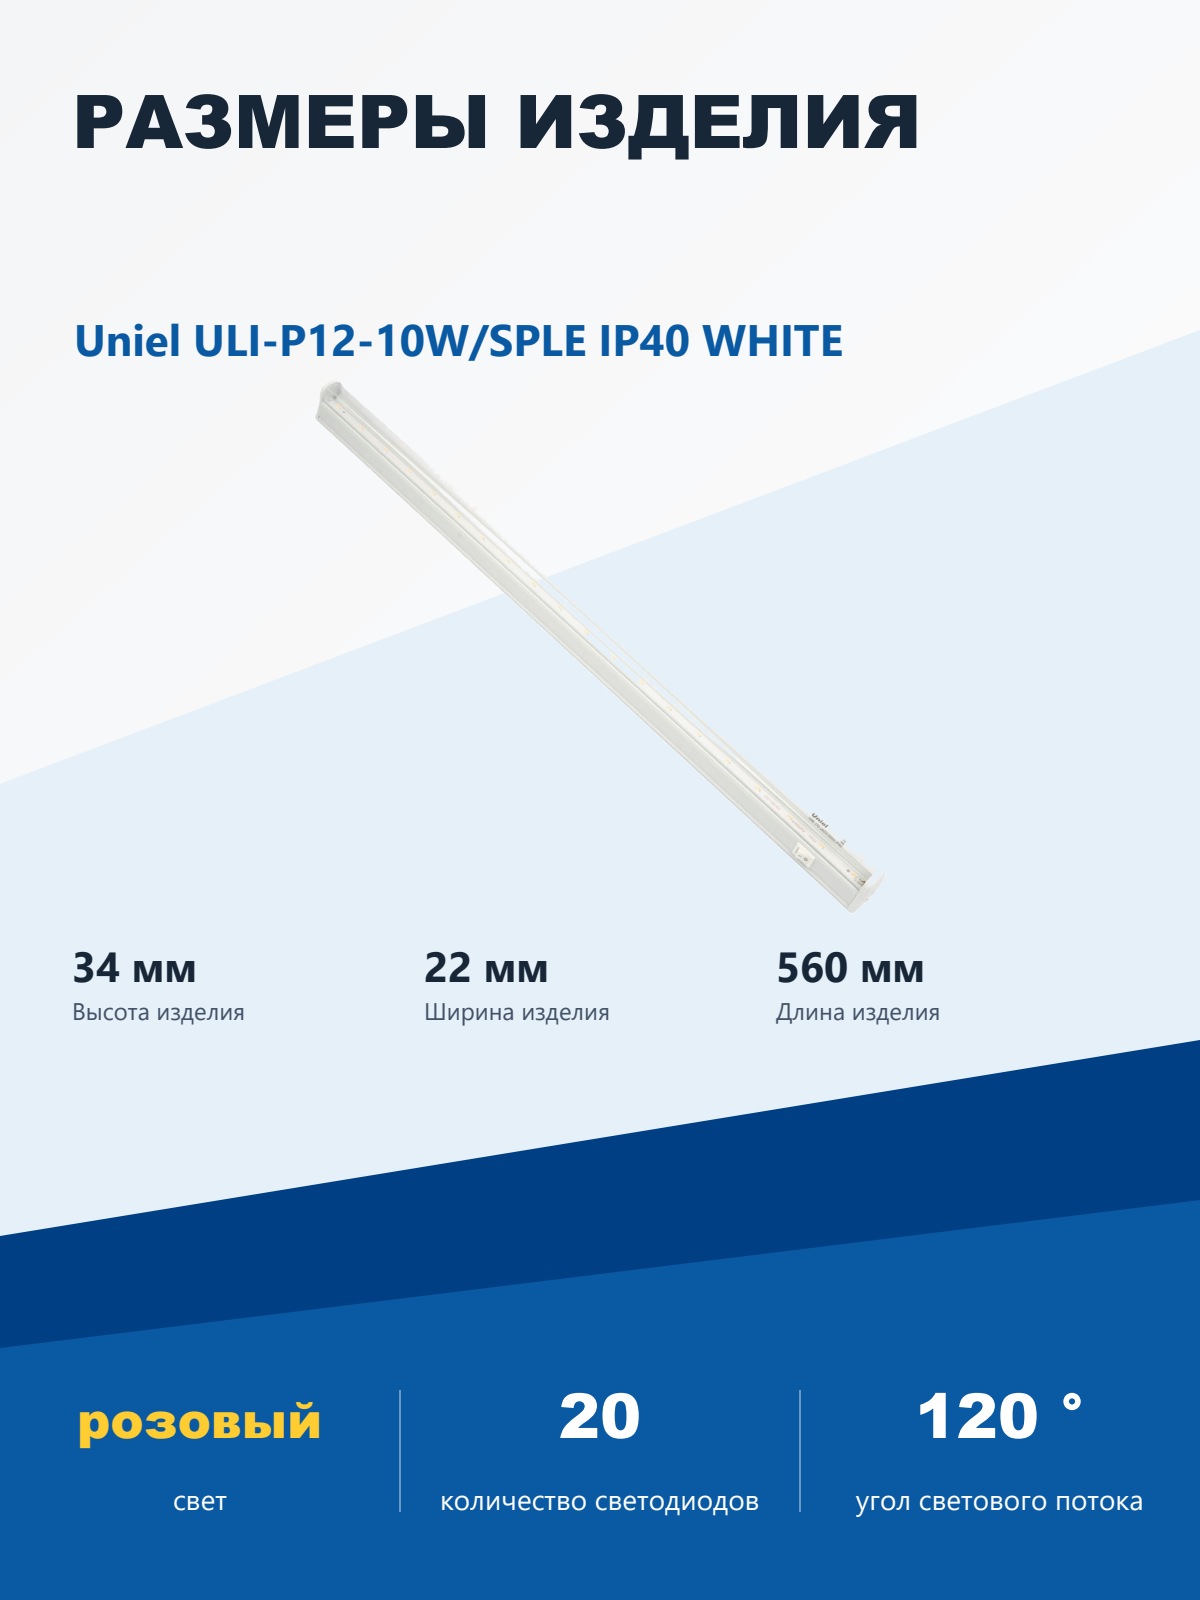 РАЗМЕРЫ ИЗДЕЛИЯ
Uniel ULI-P12-10W/SPLE IP40 WHITE
Uniel
34 мм
22 мм
560 мм
Высота изделия
Ширина изделия
Длина изделия
розовый
20
120 °
свет
количество светодиодов
угол светового потока